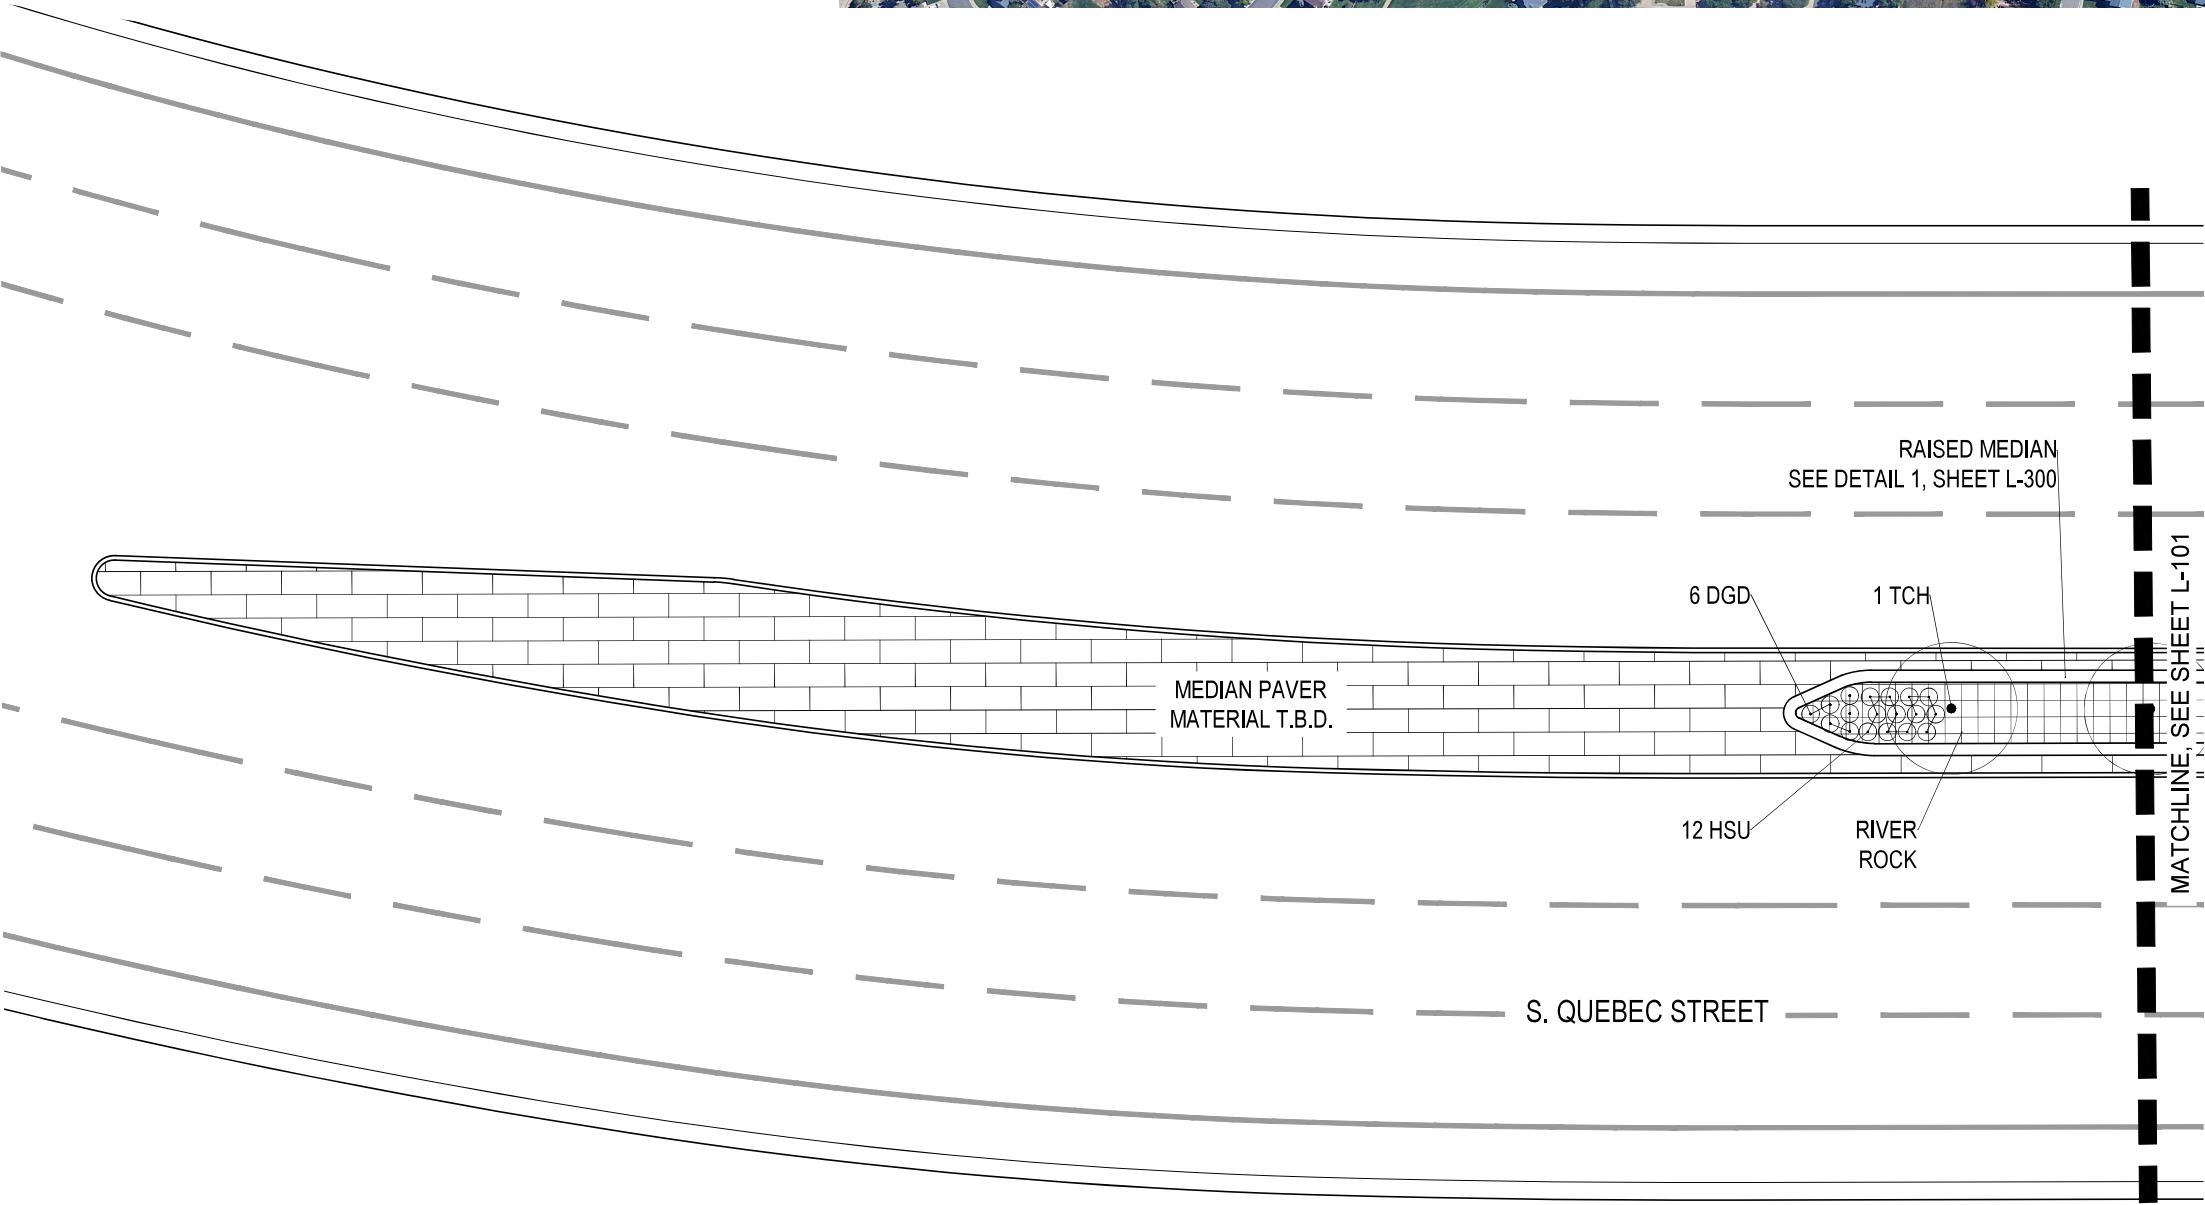 RAISED MEDIAN
SEE DETAIL 1, SHEET L-300
6 DGD
1 TCH
MATCHLINE, SEE SHEET L-101
MEDIAN PAVER
MATERIAL T.B.D.
12 HSU
RIVER
ROCK
S. QUEBEC STREET